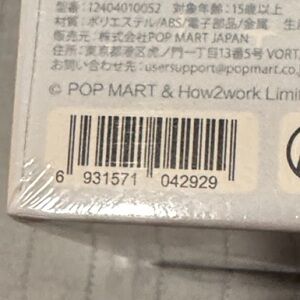 型番：12404010052 対象年齢：15歳以上
材質：ポリエステル/ABS/電子部品/金属 生
販売：株式会社POP MART JAPAN
住所：東京都港区虎ノ門一丁目13番5号 VORT
お問い合わせ先：usersupport@popmart.co
© POP MART & How2work Limi
6 931571 042929